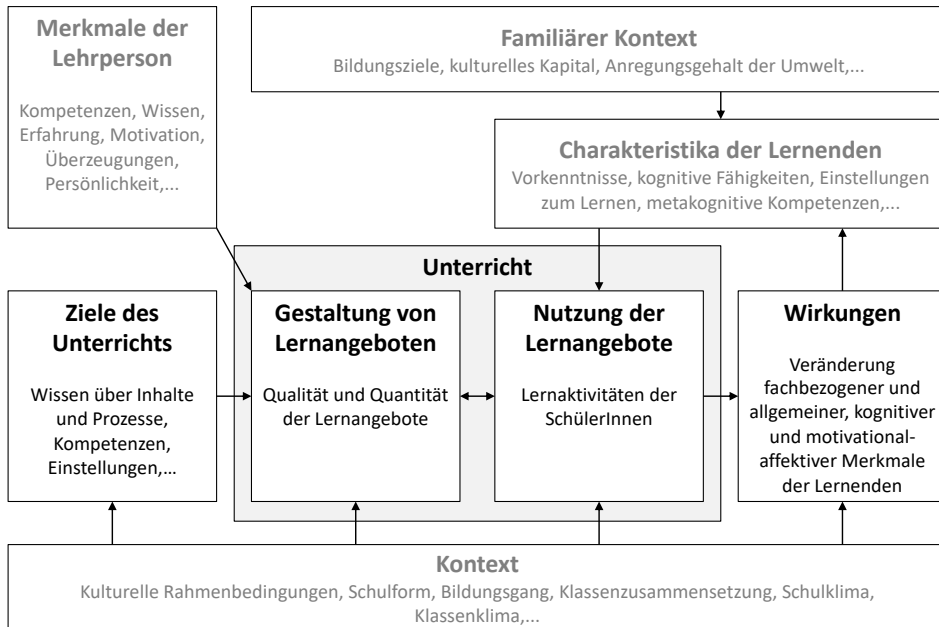 Merkmale der
Lehrperson
Kompetenzen, Wissen,
Erfahrung, Motivation,
Überzeugungen,
Persönlichkeit,...
Familiärer Kontext
Bildungsziele, kulturelles Kapital, Anregungsgehalt der Umwelt,...
Charakteristika der Lernenden
Vorkenntnisse, kognitive Fähigkeiten, Einstellungen
zum Lernen, metakognitive Kompetenzen,...
Unterricht
Ziele des
Unterrichts
Wissen über Inhalte
und Prozesse,
Kompetenzen,
Einstellungen,...
Gestaltung von
Lernangeboten
Qualität und Quantität
der Lernangebote
Nutzung der
Lernangebote
Lernaktivitäten der
SchülerInnen
Wirkungen
Veränderung
fachbezogener und
allgemeiner, kognitiver
und motivational-
affektiver Merkmale
der Lernenden
Kontext
Kulturelle Rahmenbedingungen, Schulform, Bildungsgang, Klassenzusammensetzung, Schulklima,
Klassenklima,...